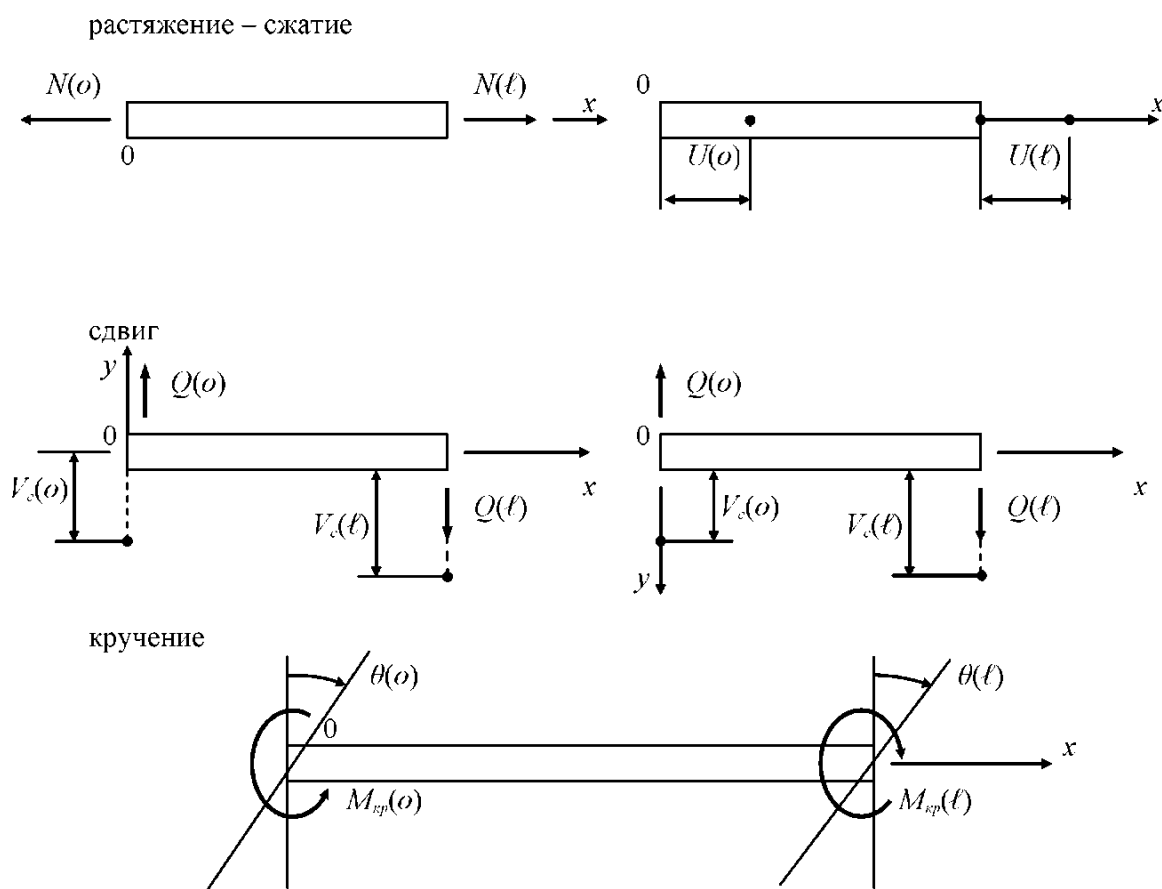 растяжение – сжатие
N(o) N(ℓ) x 0 x
0 U(o) U(ℓ)
сдвиг
y Q(o) Q(o)
0 0
V_c(o) x V_c(o) x
V_c(ℓ) Q(ℓ) V_c(ℓ) Q(ℓ)
y
кручение
θ(o) θ(ℓ)
0 x
M_кр(o) M_кр(ℓ)